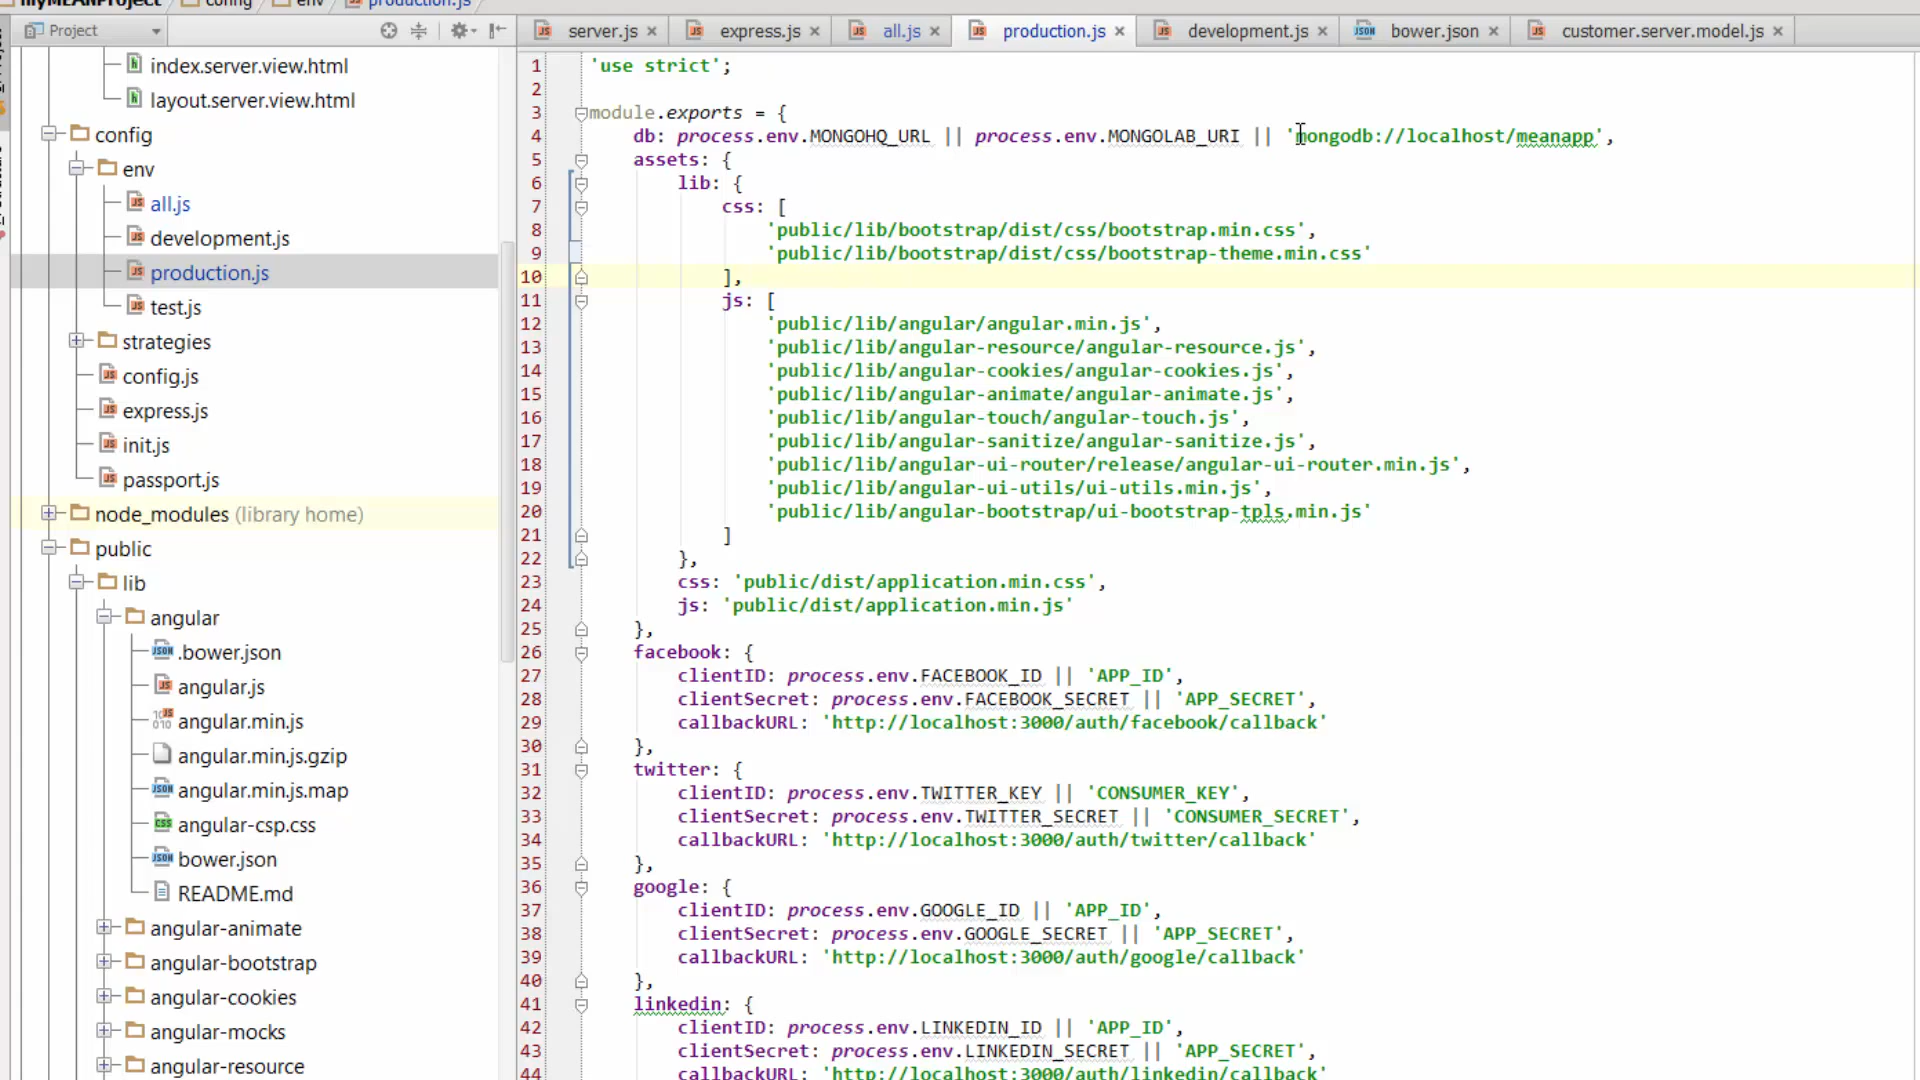 myMEANProject config env production.js
Project
server.js express.js all.js production.js development.js bower.json customer.server.model.js
index.server.view.html
layout.server.view.html
config
env
all.js
development.js
production.js
test.js
strategies
config.js
express.js
init.js
passport.js
node_modules (library home)
public
lib
angular
.bower.json
angular.js
angular.min.js
angular.min.js.gzip
angular.min.js.map
angular-csp.css
bower.json
README.md
angular-animate
angular-bootstrap
angular-cookies
angular-mocks
angular-resource
1 'use strict';
2
3 module.exports = {
4 db: process.env.MONGOHQ_URL || process.env.MONGOLAB_URI || 'mongodb://localhost/meanapp',
5 assets: {
6 lib: {
7 css: [
8 'public/lib/bootstrap/dist/css/bootstrap.min.css',
9 'public/lib/bootstrap/dist/css/bootstrap-theme.min.css'
10 ],
11 js: [
12 'public/lib/angular/angular.min.js',
13 'public/lib/angular-resource/angular-resource.js',
14 'public/lib/angular-cookies/angular-cookies.js',
15 'public/lib/angular-animate/angular-animate.js',
16 'public/lib/angular-touch/angular-touch.js',
17 'public/lib/angular-sanitize/angular-sanitize.js',
18 'public/lib/angular-ui-router/release/angular-ui-router.min.js',
19 'public/lib/angular-ui-utils/ui-utils.min.js',
20 'public/lib/angular-bootstrap/ui-bootstrap-tpls.min.js'
21 ]
22 },
23 css: 'public/dist/application.min.css',
24 js: 'public/dist/application.min.js'
25 },
26 facebook: {
27 clientID: process.env.FACEBOOK_ID || 'APP_ID',
28 clientSecret: process.env.FACEBOOK_SECRET || 'APP_SECRET',
29 callbackURL: 'http://localhost:3000/auth/facebook/callback'
30 },
31 twitter: {
32 clientID: process.env.TWITTER_KEY || 'CONSUMER_KEY',
33 clientSecret: process.env.TWITTER_SECRET || 'CONSUMER_SECRET',
34 callbackURL: 'http://localhost:3000/auth/twitter/callback'
35 },
36 google: {
37 clientID: process.env.GOOGLE_ID || 'APP_ID',
38 clientSecret: process.env.GOOGLE_SECRET || 'APP_SECRET',
39 callbackURL: 'http://localhost:3000/auth/google/callback'
40 },
41 linkedin: {
42 clientID: process.env.LINKEDIN_ID || 'APP_ID',
43 clientSecret: process.env.LINKEDIN_SECRET || 'APP_SECRET',
44 callbackURL: 'http://localhost:3000/auth/linkedin/callback'